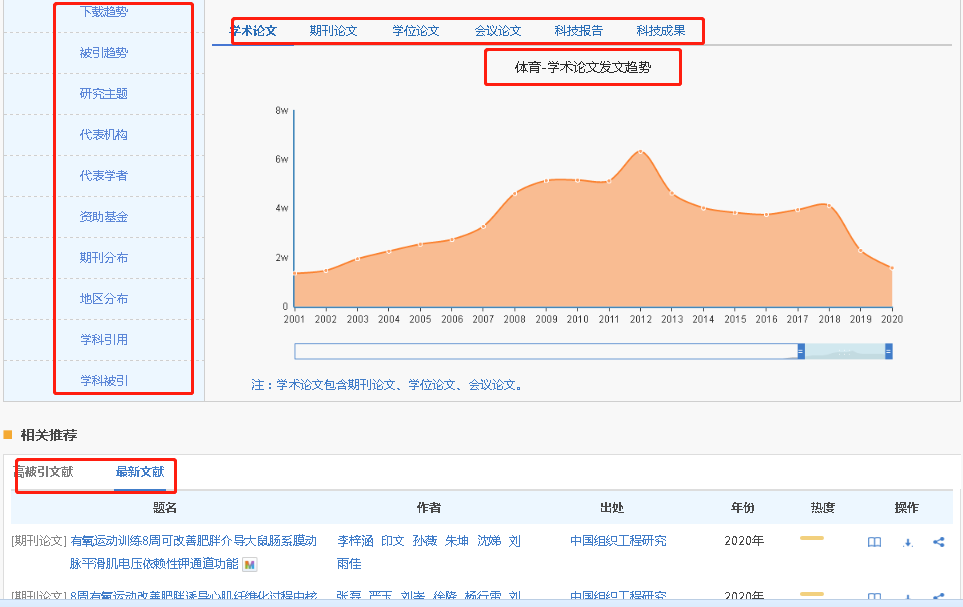 下载趋势
被引趋势
研究主题
代表机构
代表学者
资助基金
期刊分布
地区分布
学科引用
学科被引
学术论文 期刊论文 学位论文 会议论文 科技报告 科技成果
体育-学术论文发文趋势
8w
6w
4w
2w
0
2001 2002 2003 2004 2005 2006 2007 2008 2009 2010 2011 2012 2013 2014 2015 2016 2017 2018 2019 2020
注：学术论文包含期刊论文、学位论文、会议论文。
相关推荐
高被引文献 最新文献
题名 作者 出处 年份 热度 操作
[期刊论文] 有氧运动训练8周可改善肥胖介导大鼠肠系膜动 李梓涵 印文 孙薇 朱坤 沈娣 刘 中国组织工程研究 2020年
脉平滑肌电压依赖性钾通道功能 M 雨佳
[期刊论文] 8周有氧运动改善肥胖诱导心肌纤维化过程中核 张磊 严玉 刘 徐隆 杨行雪 刘 中国组织工程研究 2020年